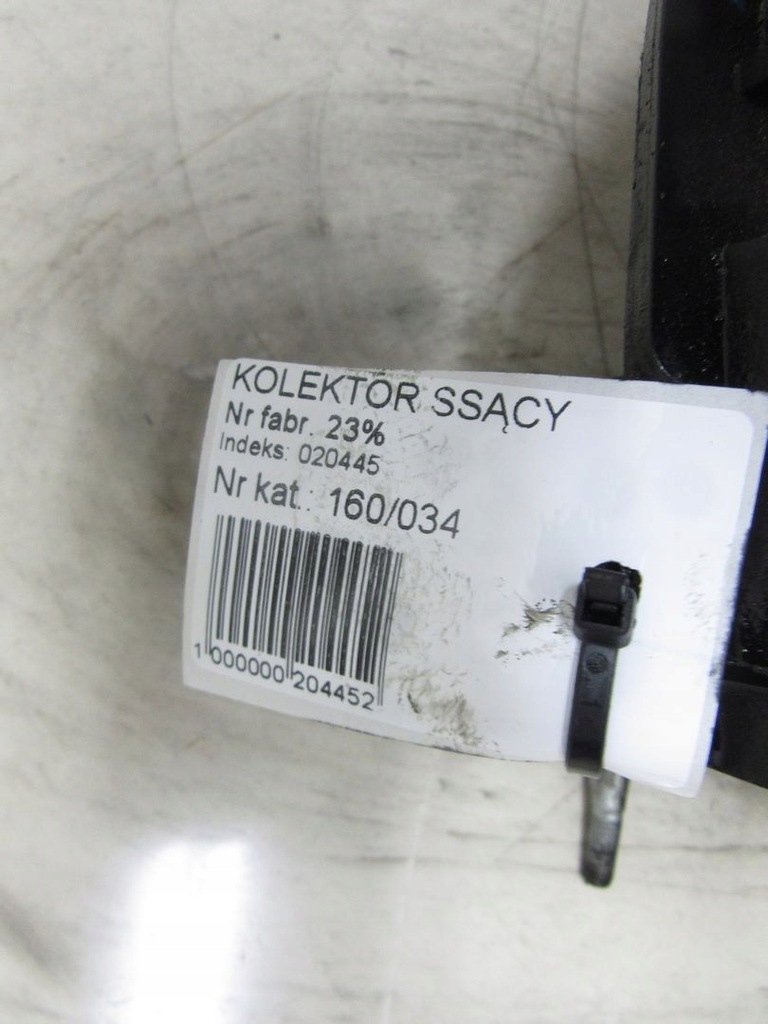 KOLEKTOR SSĄCY
Nr fabr. 23%
Indeks: 020445
Nr kat.: 160/034
1 000000 204452